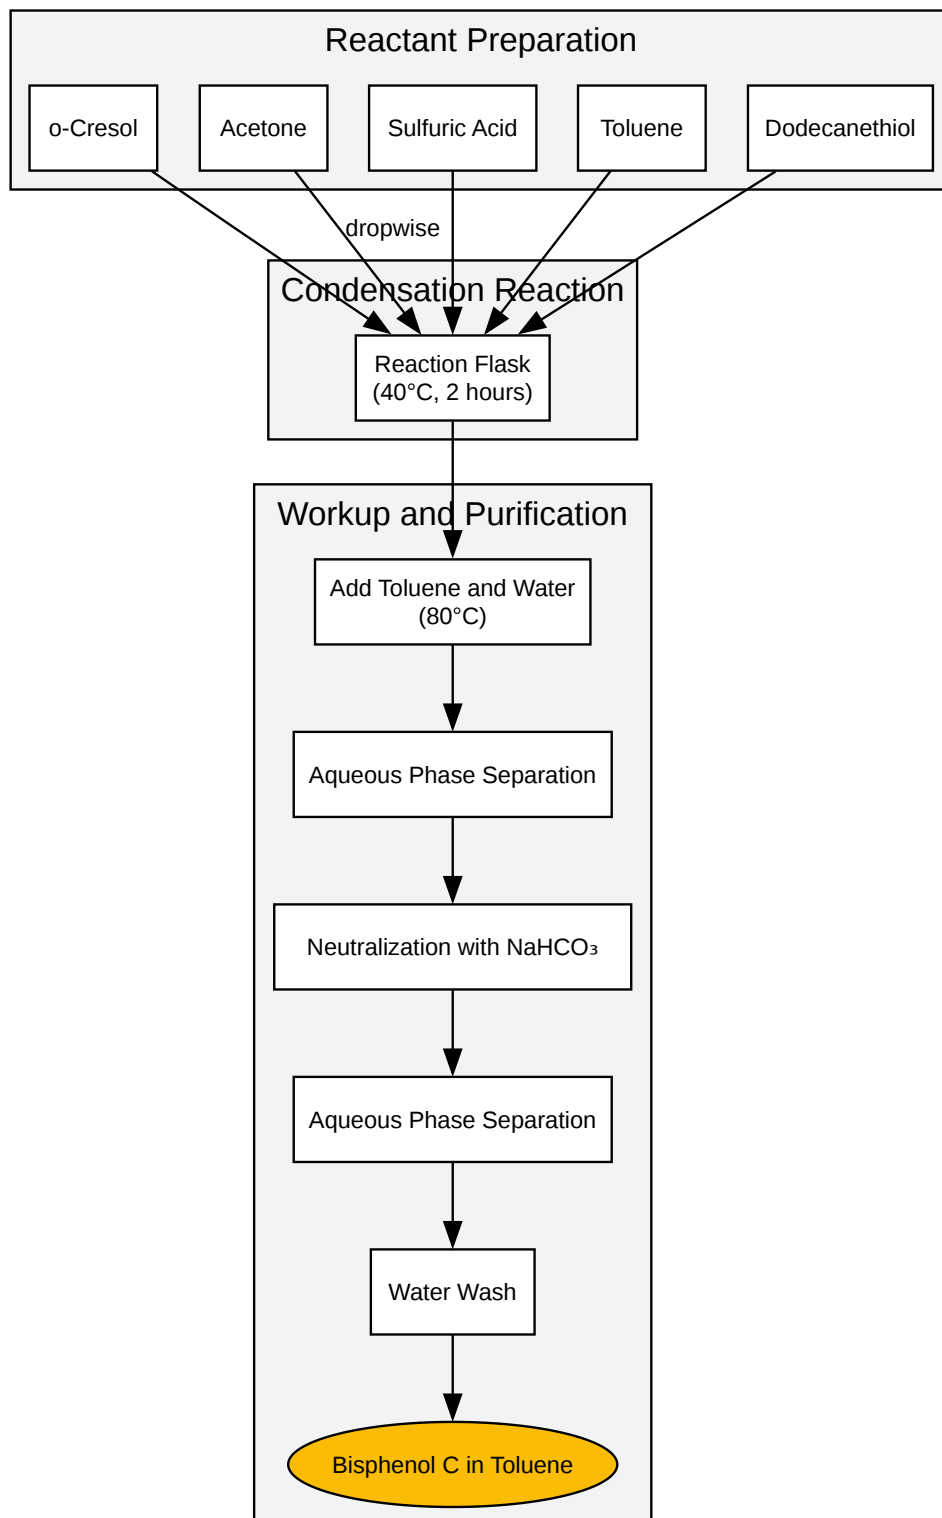 Reactant Preparation
o-Cresol
Acetone
Sulfuric Acid
Toluene
Dodecanethiol
dropwise
Condensation Reaction
Reaction Flask
(40°C, 2 hours)
Workup and Purification
Add Toluene and Water
(80°C)
Aqueous Phase Separation
Neutralization with NaHCO₃
Aqueous Phase Separation
Water Wash
Bisphenol C in Toluene